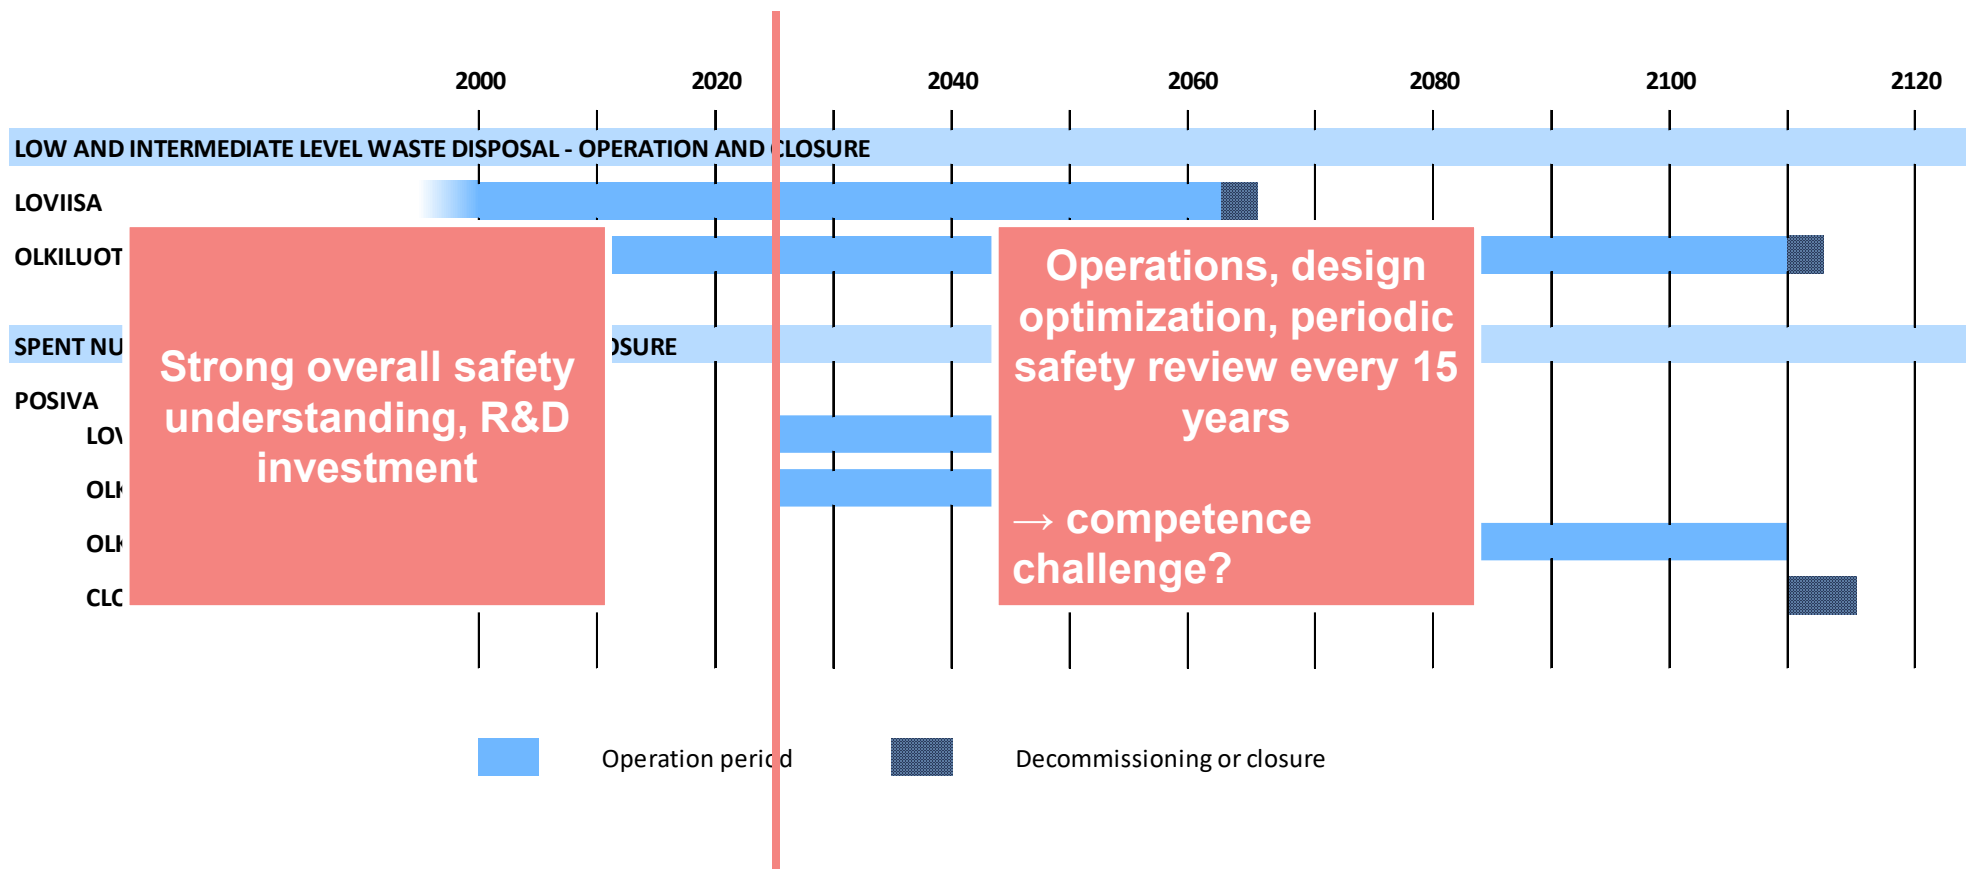 2000 2020 2040 2060 2080 2100 2120
LOW AND INTERMEDIATE LEVEL WASTE DISPOSAL - OPERATION AND CLOSURE
LOVIISA
OLKILUOT
SPENT NU
OSURE
POSIVA
LOV
OLK
OLK
CLO
Strong overall safety
understanding, R&D
investment
Operations, design
optimization, periodic
safety review every 15
years
→ competence
challenge?
Operation period
Decommissioning or closure